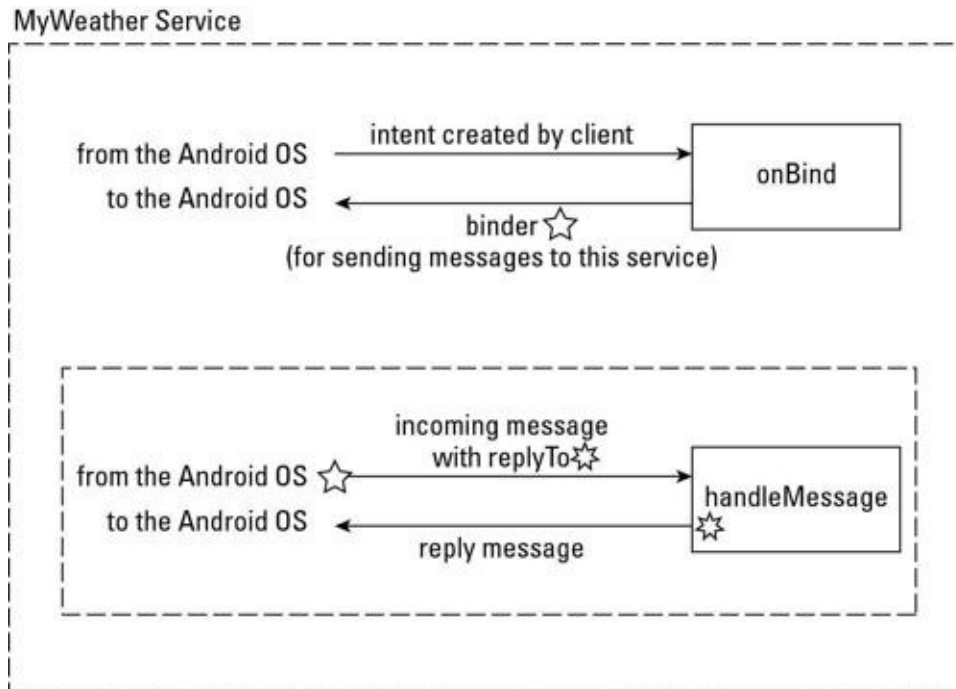 MyWeather Service
from the Android OS
intent created by client
onBind
to the Android OS
binder
(for sending messages to this service)
incoming message
with replyTo
from the Android OS
handleMessage
to the Android OS
reply message